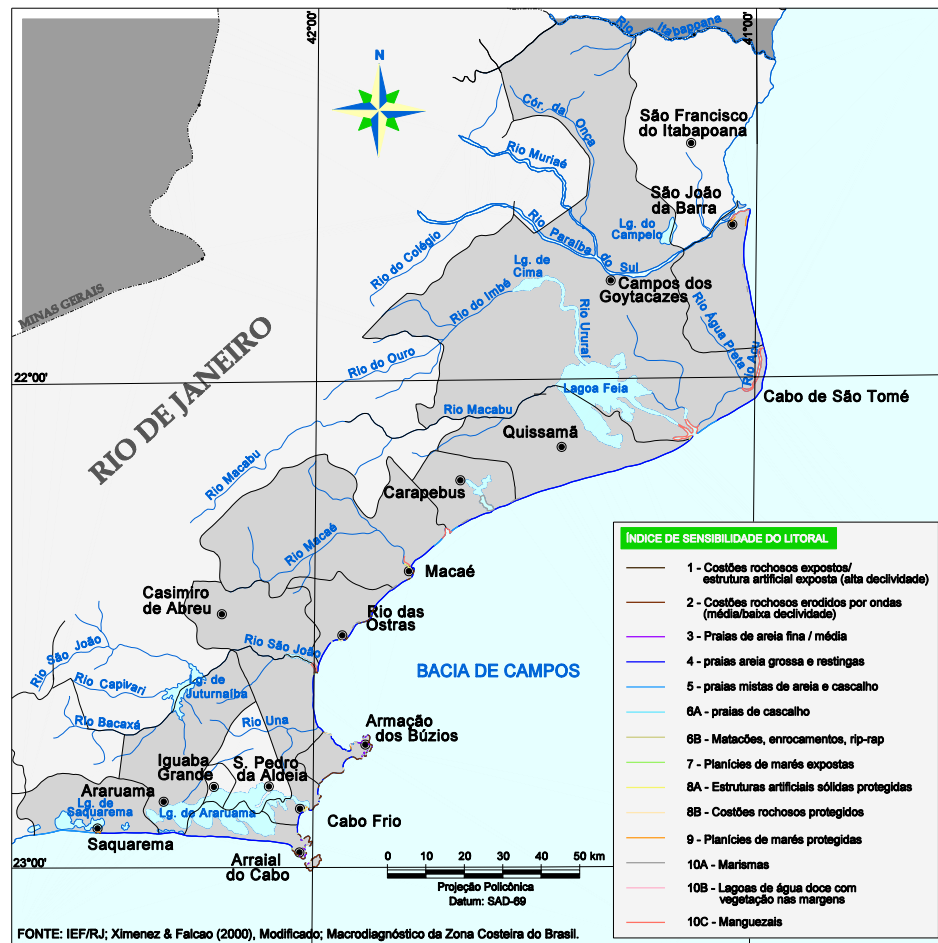 42°00'
41°00'
N
Rio Itabapoana
Cór. da Onça
São Francisco
do Itabapoana
Rio Muriaé
São João
da Barra
Lg. do
Campelo
Rio Paraíba do Sul
Rio do Colégio
Lg. de
Cima
Campos dos
Goytacazes
Rio do Imbé
MINAS GERAIS
Rio Ururaí
Rio Água Preta
RIO DE JANEIRO
Rio do Ouro
Rio Açu
22°00'
Lagoa Feia
Cabo de São Tomé
Rio Macabu
Quissamã
Rio Macabu
Carapebus
Rio Macaé
Macaé
Casimiro
de Abreu
Rio das
Ostras
Rio São João
Rio São João
BACIA DE CAMPOS
Rio Capivari
Lg. de
Juturnaíba
Rio Bacaxá
Rio Una
Armação
dos Búzios
Iguaba
Grande
S. Pedro
da Aldeia
Araruama
Lg. de
Saquarema
Lg. de Araruama
Cabo Frio
Saquarema
23°00'
Arraial
do Cabo
0 10 20 30 40 50 km
Projeção Policônica
Datum: SAD-69
ÍNDICE DE SENSIBILIDADE DO LITORAL
1 - Costões rochosos expostos/
estrutura artificial exposta (alta declividade)
2 - Costões rochosos erodidos por ondas
(média/baixa declividade)
3 - Praias de areia fina / média
4 - praias areia grossa e restingas
5 - praias mistas de areia e cascalho
6A - praias de cascalho
6B - Matacões, enrocamentos, rip-rap
7 - Planícies de marés expostas
8A - Estruturas artificiais sólidas protegidas
8B - Costões rochosos protegidos
9 - Planícies de marés protegidas
10A - Marismas
10B - Lagoas de água doce com
vegetação nas margens
10C - Manguezais
FONTE: IEF/RJ; Ximenez & Falcao (2000), Modificado; Macrodiagnóstico da Zona Costeira do Brasil.